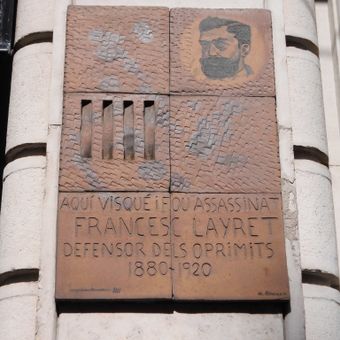 AQUÍ VISQUÉ i FOU ASSASSINAT
FRANCESC LAYRET
DEFENSOR DELS OPRIMITS
1880-1920